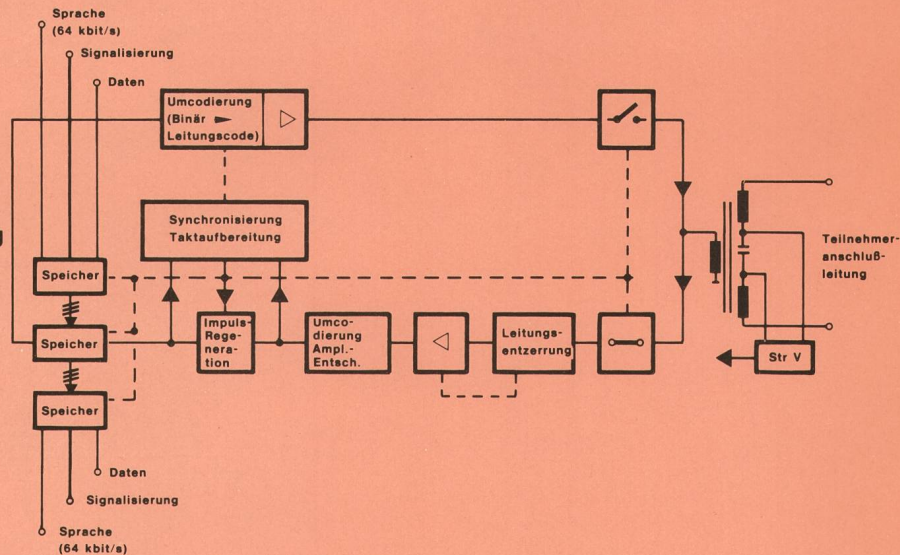 Sprache
(64 kbit/s)
Signalisierung
Daten
Umcodierung
(Binär
Leitungscode)
Synchronisierung
Taktaufbereitung
Speicher
Speicher
Speicher
Impuls-
Rege-
nera-
tion
Umco-
dierung
Ampl.-
Entsch.
Leitungs-
entzerrung
Teilnehmer-
anschluß-
leitung
Str V
Daten
Signalisierung
Sprache
(64 kbit/s)